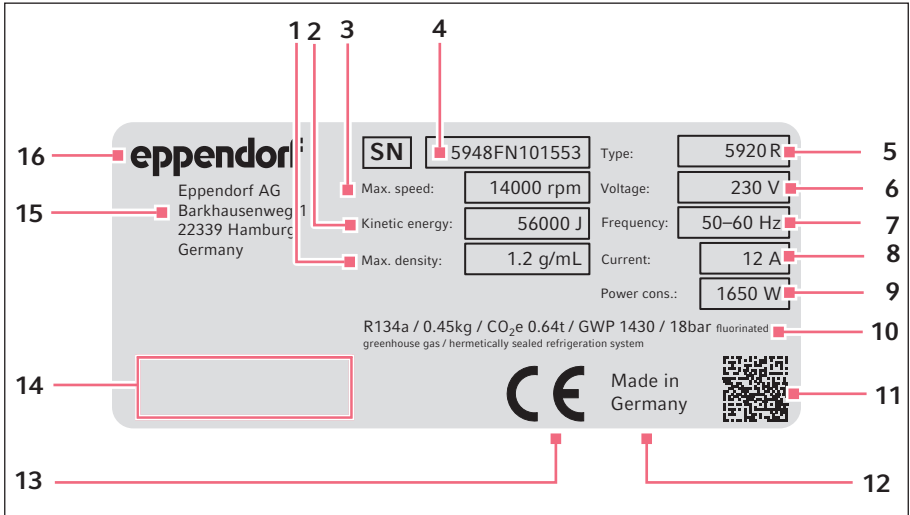 1 2 3 4
16 eppendorf SN 5948FN101553 Type: 5920 R 5
Eppendorf AG Max. speed: 14000 rpm Voltage: 230 V 6
15 Barkhausenweg 1
22339 Hamburg Kinetic energy: 56000 J Frequency: 50–60 Hz 7
Germany Max. density: 1.2 g/mL Current: 12 A 8
Power cons.: 1650 W 9
R134a / 0.45kg / CO₂e 0.64t / GWP 1430 / 18bar fluorinated 10
greenhouse gas / hermetically sealed refrigeration system
14 CE Made in 11
Germany
13 12